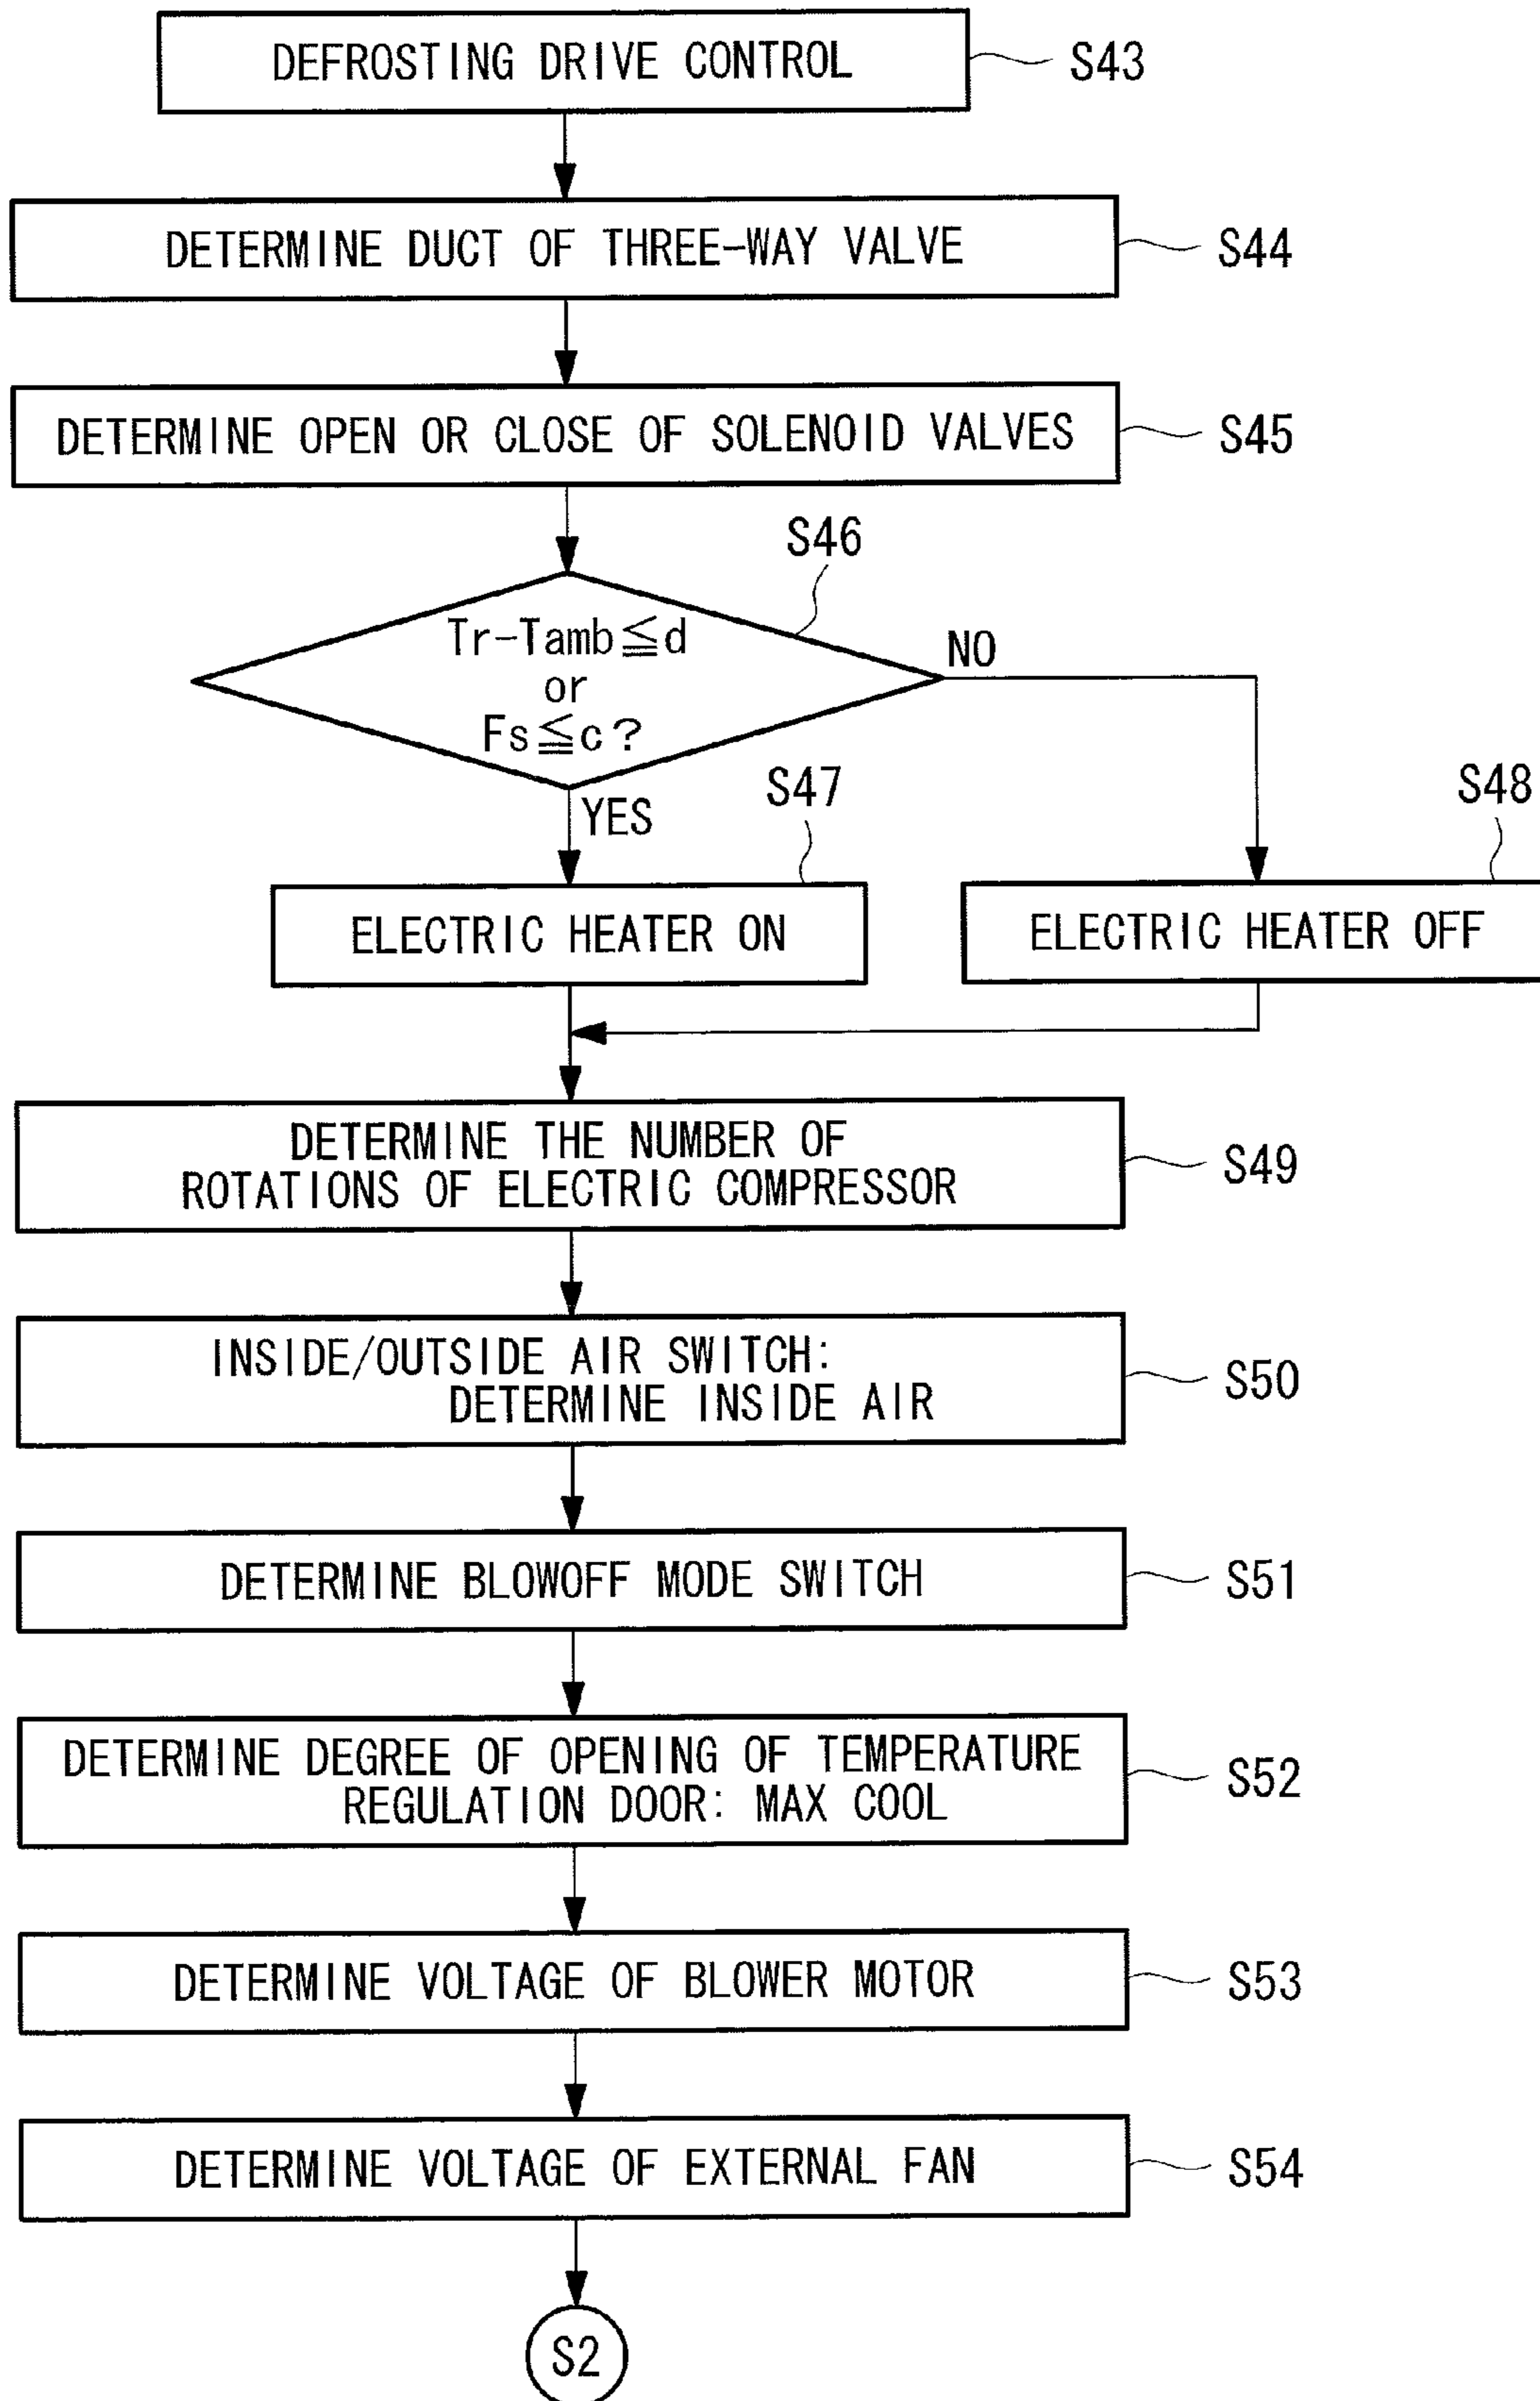 DEFROSTING DRIVE CONTROL
S43
DETERMINE DUCT OF THREE-WAY VALVE
S44
DETERMINE OPEN OR CLOSE OF SOLENOID VALVES
S45
S46
Tr-Tamb≦d
or
Fs≦c?
NO
YES
S47
S48
ELECTRIC HEATER ON
ELECTRIC HEATER OFF
DETERMINE THE NUMBER OF
ROTATIONS OF ELECTRIC COMPRESSOR
S49
INSIDE/OUTSIDE AIR SWITCH:
DETERMINE INSIDE AIR
S50
DETERMINE BLOWOFF MODE SWITCH
S51
DETERMINE DEGREE OF OPENING OF TEMPERATURE
REGULATION DOOR: MAX COOL
S52
DETERMINE VOLTAGE OF BLOWER MOTOR
S53
DETERMINE VOLTAGE OF EXTERNAL FAN
S54
S2